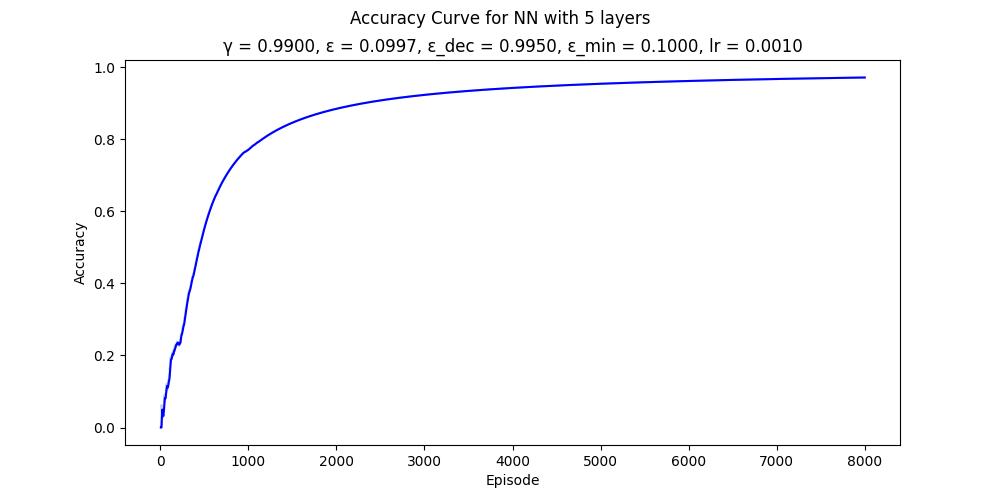 Accuracy Curve for NN with 5 layers
γ = 0.9900, ε = 0.0997, ε_dec = 0.9950, ε_min = 0.1000, lr = 0.0010
1.0
0.8
0.6
0.4
0.2
0.0
Accuracy
0 1000 2000 3000 4000 5000 6000 7000 8000
Episode